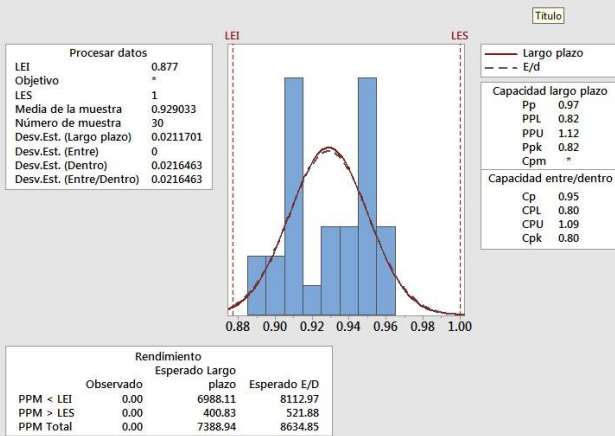 Título
LEI
LES
Procesar datos
LEI 0.877
Objetivo *
LES 1
Media de la muestra 0.929033
Número de muestra 30
Desv.Est. (Largo plazo) 0.0211701
Desv.Est. (Entre) 0
Desv.Est. (Dentro) 0.0216463
Desv.Est. (Entre/Dentro) 0.0216463
Largo plazo
E/d
Capacidad largo plazo
Pp 0.97
PPL 0.82
PPU 1.12
Ppk 0.82
Cpm *
Capacidad entre/dentro
Cp 0.95
CPL 0.80
CPU 1.09
Cpk 0.80
0.88 0.90 0.92 0.94 0.96 0.98 1.00
Rendimiento
Esperado Largo
Observado plazo Esperado E/D
PPM < LEI 0.00 6988.11 8112.97
PPM > LES 0.00 400.83 521.88
PPM Total 0.00 7388.94 8634.85